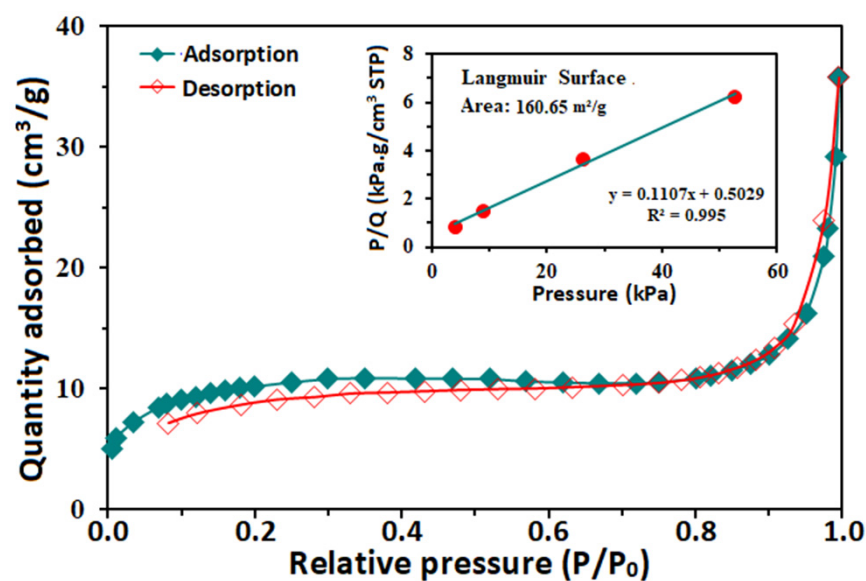 Quantity adsorbed (cm³/g)
40
30
20
10
0
Adsorption
Desorption
P/Q (kPa.g/cm³ STP)
8
6
4
2
0
Langmuir Surface .
Area: 160.65 m²/g
y = 0.1107x + 0.5029
R² = 0.995
0 20 40 60
Pressure (kPa)
0.0 0.2 0.4 0.6 0.8 1.0
Relative pressure (P/P₀)